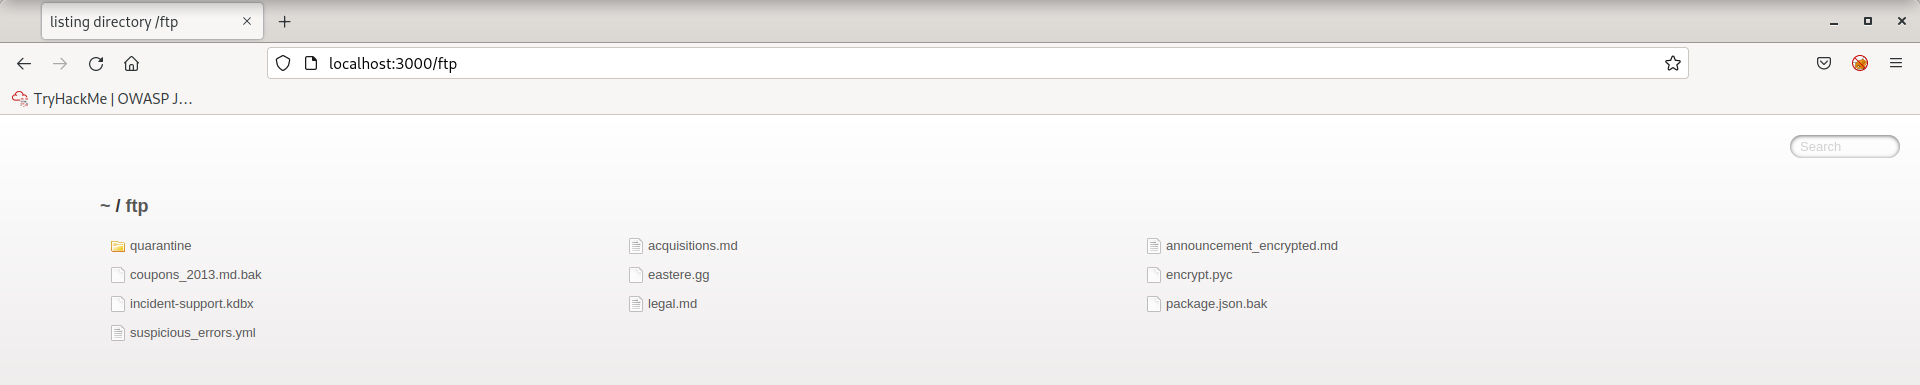 listing directory /ftp
localhost:3000/ftp
TryHackMe | OWASP J...
Search
~ / ftp
quarantine acquisitions.md announcement_encrypted.md
coupons_2013.md.bak eastere.gg encrypt.pyc
incident-support.kdbx legal.md package.json.bak
suspicious_errors.yml